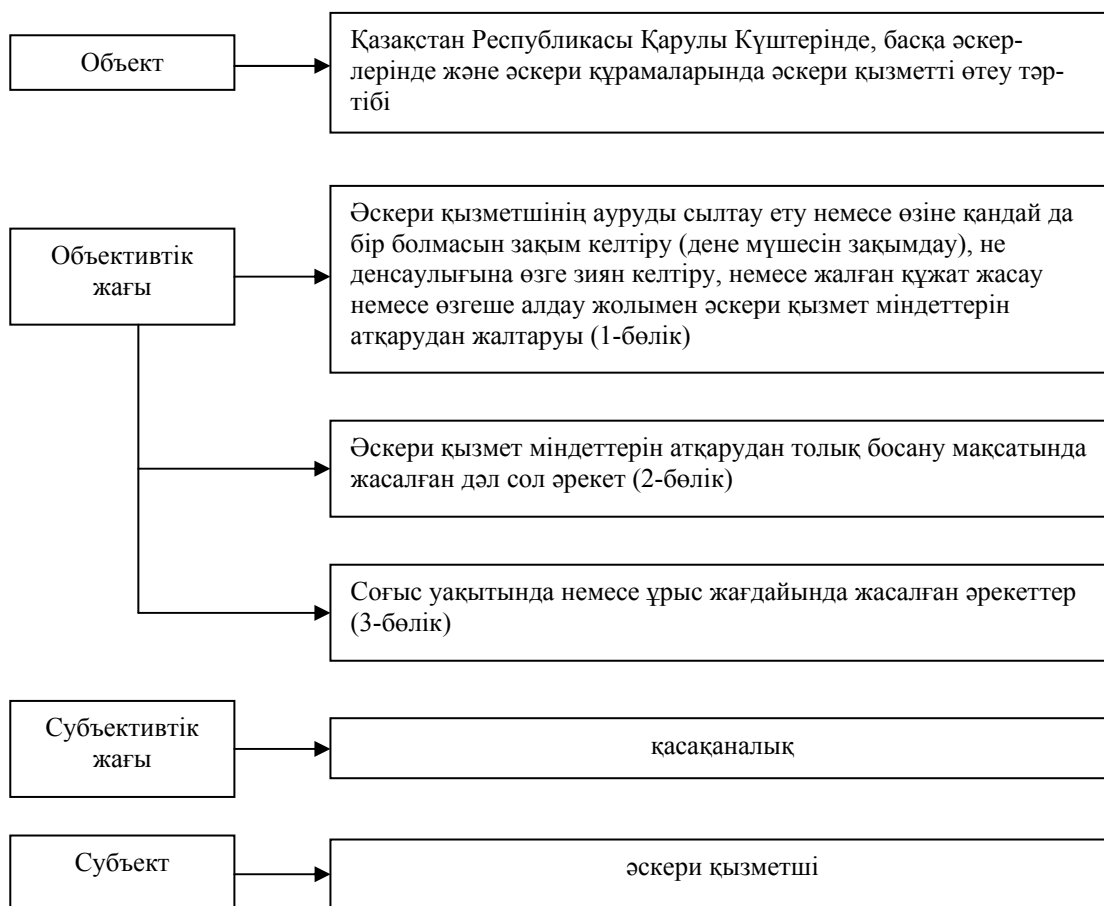 Объект
Қазақстан Республикасы Қарулы Күштерінде, басқа әскер-
лерінде және әскери құрамаларында әскери қызметті өтеу тәр-
тібі
Объективтік
жағы
Әскери қызметшінің ауруды сылтау ету немесе өзіне қандай да
бір болмасын зақым келтіру (дене мүшесін зақымдау), не
денсаулығына өзге зиян келтіру, немесе жалған құжат жасау
немесе өзгеше алдау жолымен әскери қызмет міндеттерін
атқарудан жалтаруы (1-бөлік)
Әскери қызмет міндеттерін атқарудан толық босану мақсатында
жасалған дәл сол әрекет (2-бөлік)
Соғыс уақытында немесе ұрыс жағдайында жасалған әрекеттер
(3-бөлік)
Субъективтік
жағы
қасақаналық
Субъект
әскери қызметші